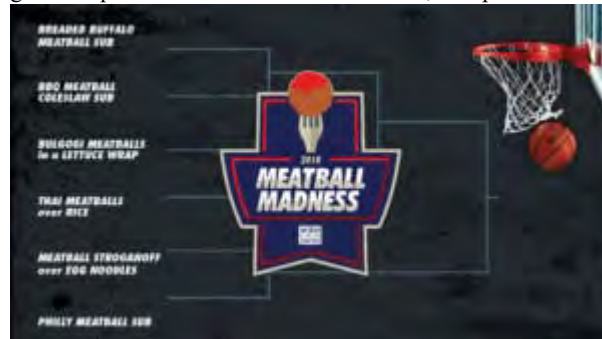 BREADED BUFFALO
MEATBALL SUB
BBQ MEATBALL
COLESLAW SUB
BULGOGI MEATBALLS
in a LETTUCE WRAP
THAI MEATBALLS
over RICE
MEATBALL STROGANOFF
over EGG NOODLES
PHILLY MEATBALL SUB
2018
MEATBALL
MADNESS